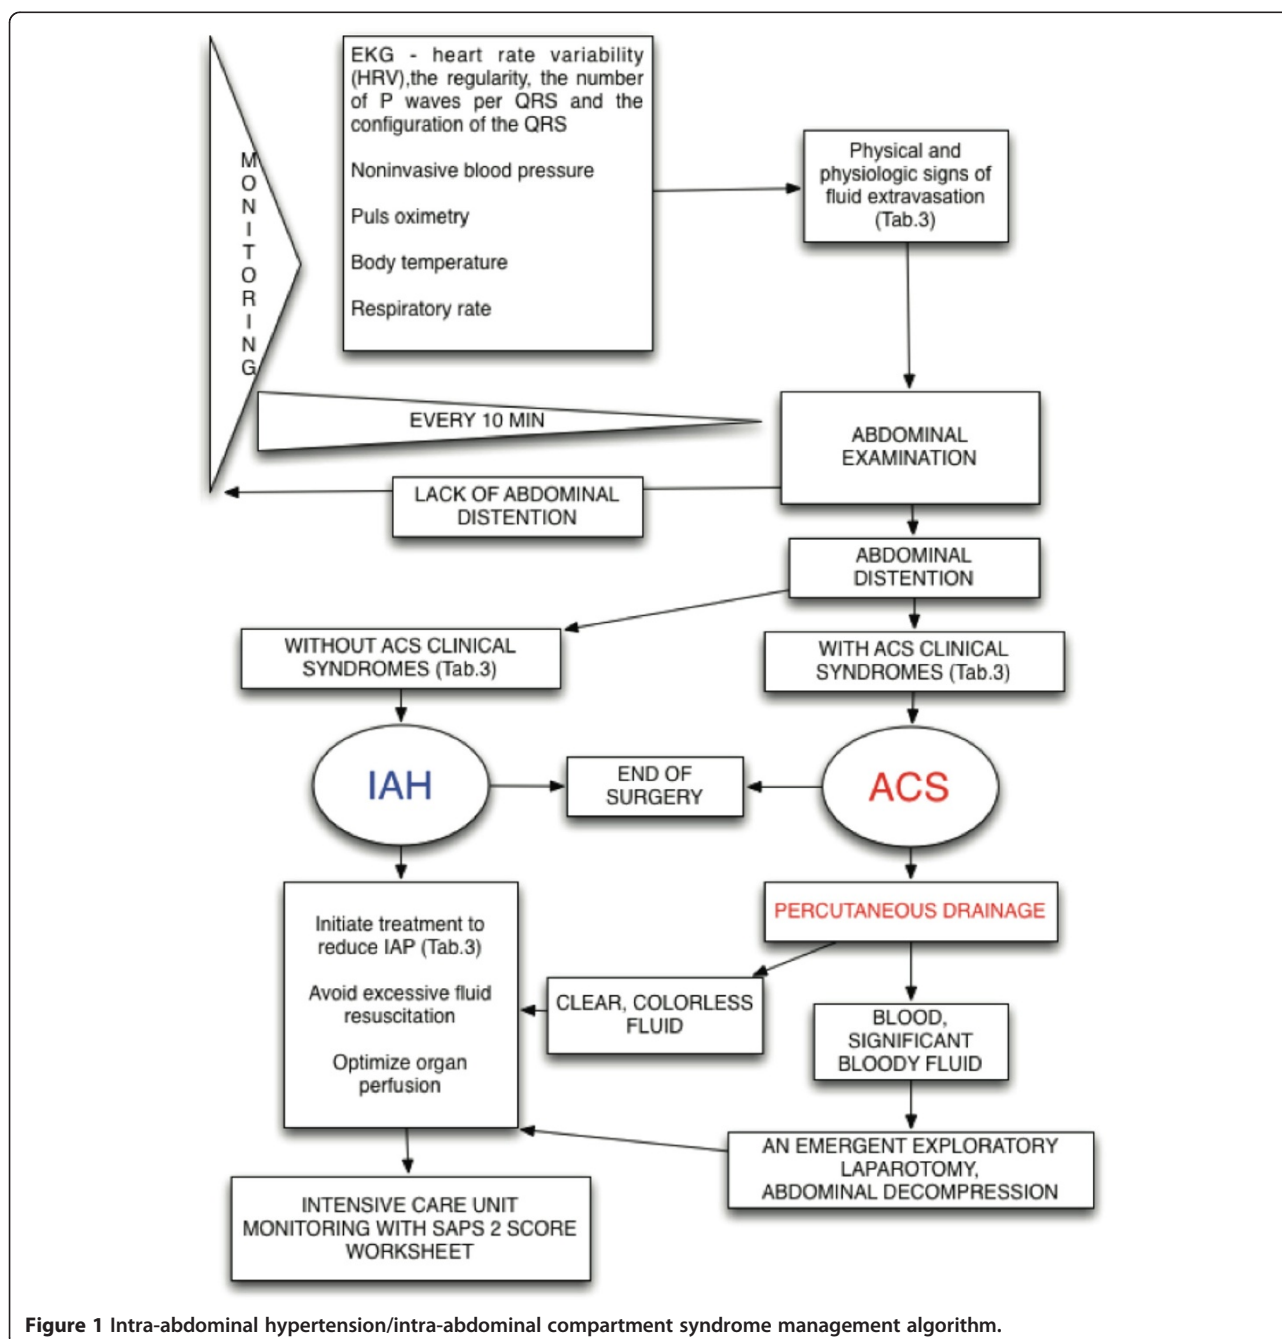 EKG - heart rate variability
(HRV),the regularity, the number
of P waves per QRS and the
configuration of the QRS
Noninvasive blood pressure
Puls oximetry
Body temperature
Respiratory rate
M
O
N
I
T
O
R
I
N
G
Physical and
physiologic signs of
fluid extravasation
(Tab.3)
EVERY 10 MIN
ABDOMINAL
EXAMINATION
LACK OF ABDOMINAL
DISTENTION
ABDOMINAL
DISTENTION
WITHOUT ACS CLINICAL
SYNDROMES (Tab.3)
WITH ACS CLINICAL
SYNDROMES (Tab.3)
IAH
END OF
SURGERY
ACS
Initiate treatment to
reduce IAP (Tab.3)
Avoid excessive fluid
resuscitation
Optimize organ
perfusion
PERCUTANEOUS DRAINAGE
CLEAR, COLORLESS
FLUID
BLOOD,
SIGNIFICANT
BLOODY FLUID
AN EMERGENT EXPLORATORY
LAPAROTOMY,
ABDOMINAL DECOMPRESSION
INTENSIVE CARE UNIT
MONITORING WITH SAPS 2 SCORE
WORKSHEET
Figure 1 Intra-abdominal hypertension/intra-abdominal compartment syndrome management algorithm.